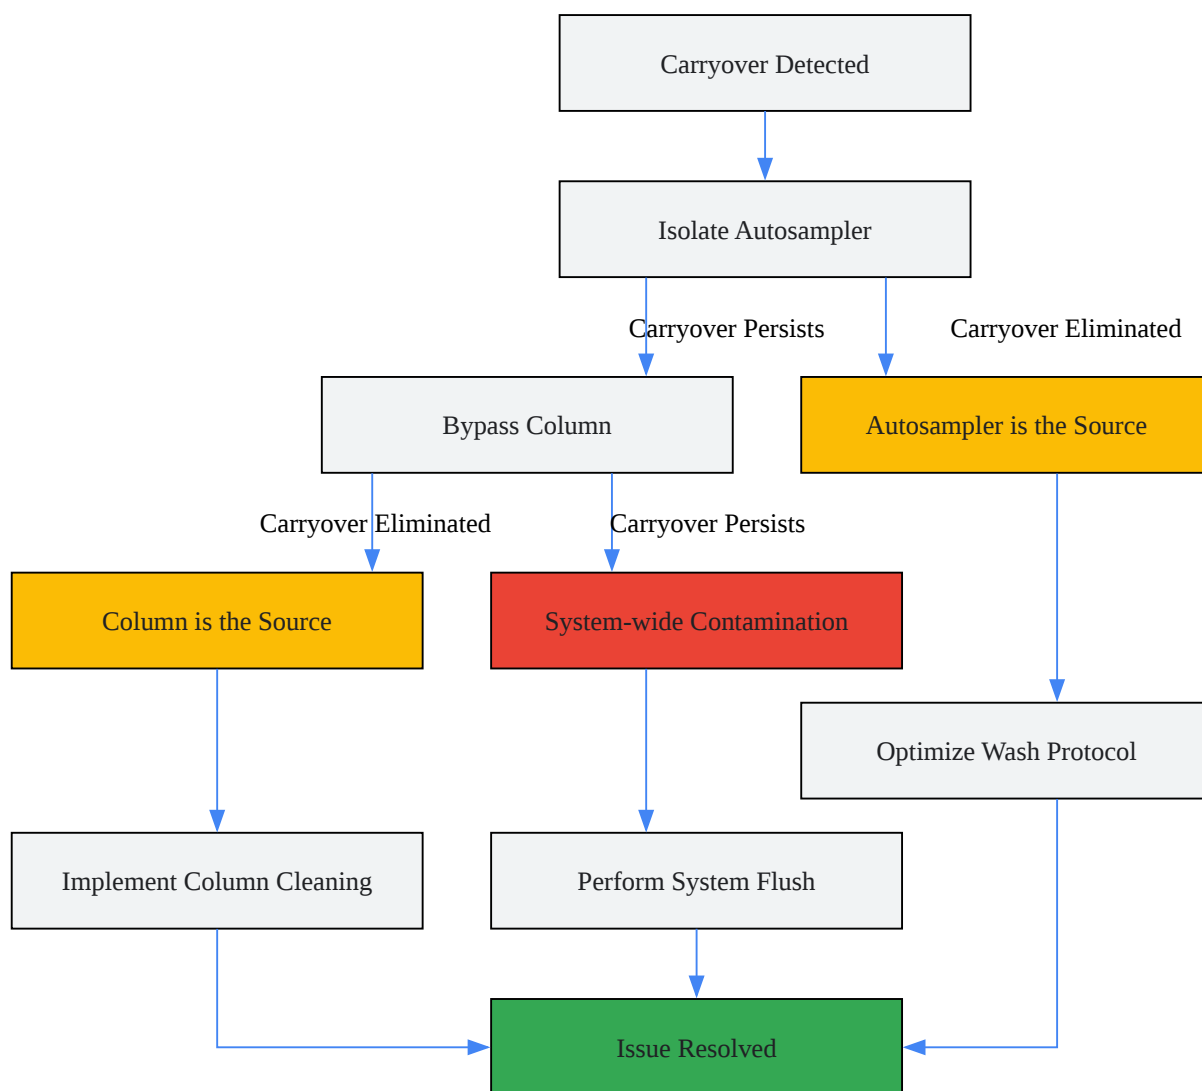 Carryover Detected
Isolate Autosampler
Carryover Persists
Carryover Eliminated
Bypass Column
Autosampler is the Source
Carryover Eliminated
Carryover Persists
Column is the Source
System-wide Contamination
Optimize Wash Protocol
Implement Column Cleaning
Perform System Flush
Issue Resolved